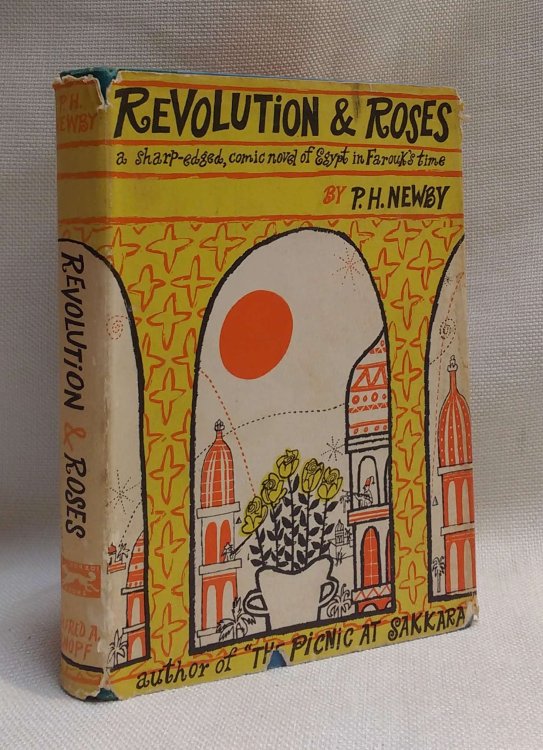 REVOLUTION & ROSES
a sharp-edged, comic novel of Egypt in Farouk's time
BY P.H. NEWBY
author of "THE PICNIC AT SAKKARA"
P.H.
NEWBY
REVOLUTION & ROSES
ALFRED A.
KNOPF